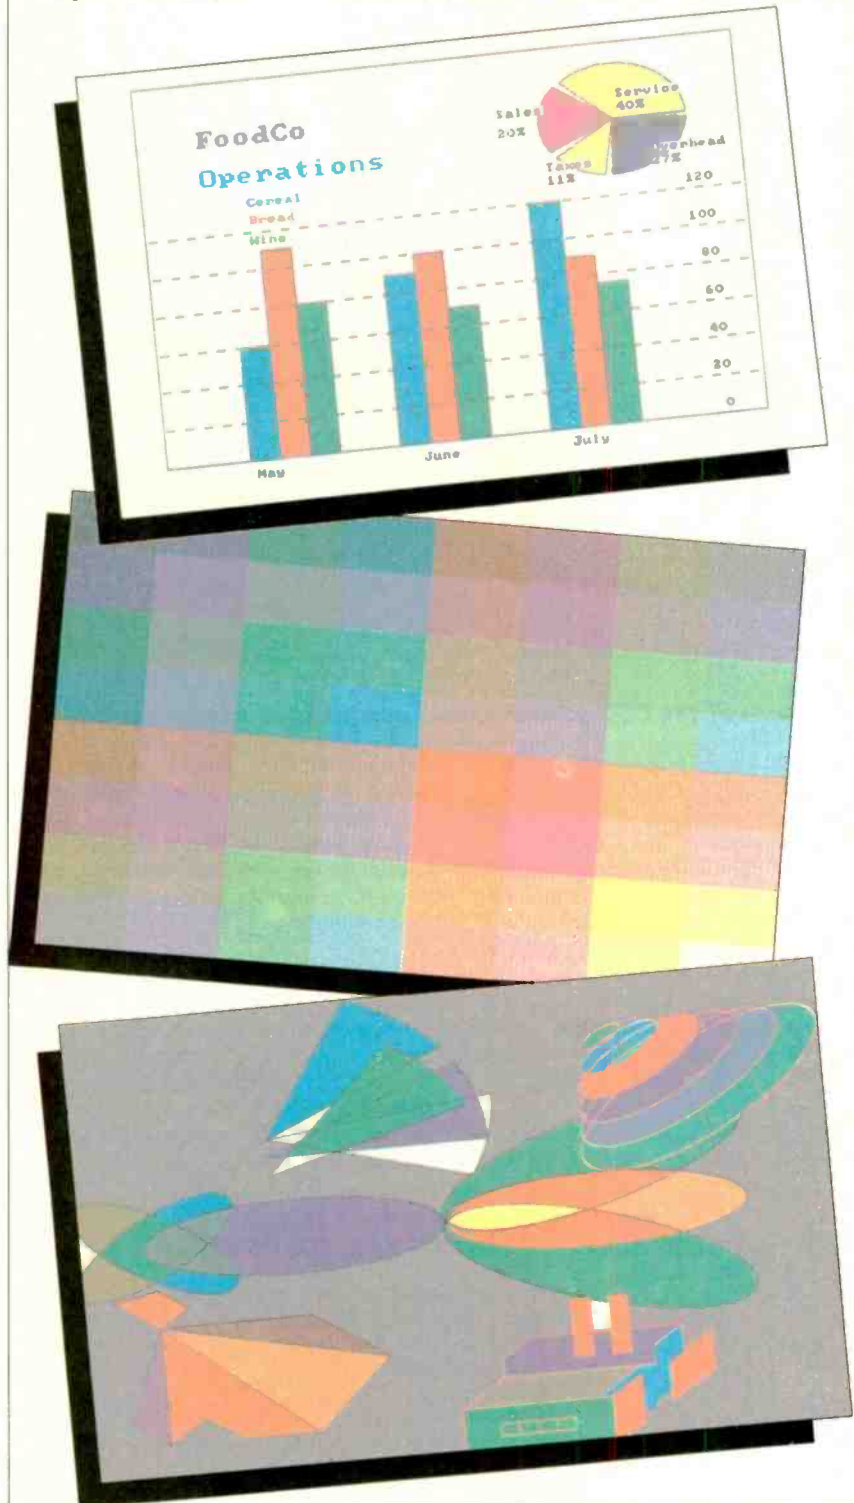 FoodCo
Operations
Cereal
Bread
Wine
Service
40%
Sales
20%
Taxes
11%
Overhead
27%
120
100
80
60
40
20
0
May
June
July